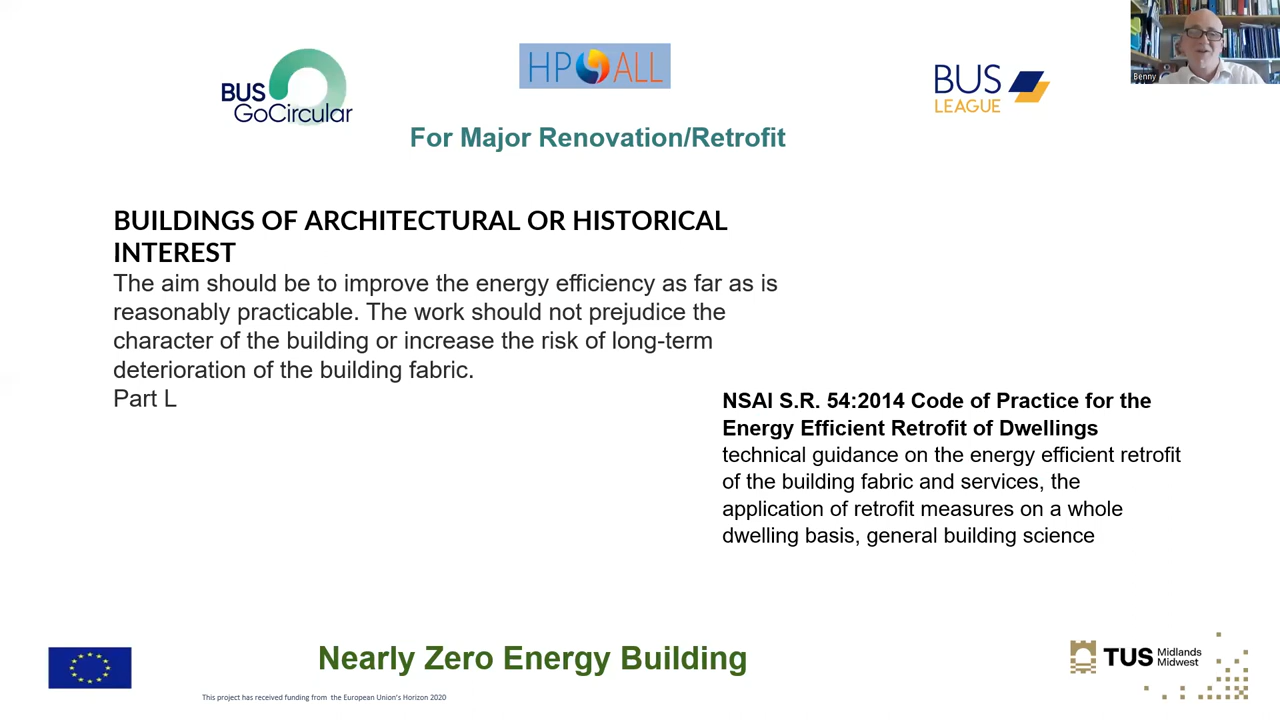 BUS
GoCircular
HP ALL
BUS
LEAGUE
Benny
For Major Renovation/Retrofit
BUILDINGS OF ARCHITECTURAL OR HISTORICAL
INTEREST
The aim should be to improve the energy efficiency as far as is
reasonably practicable. The work should not prejudice the
character of the building or increase the risk of long-term
deterioration of the building fabric.
Part L
NSAI S.R. 54:2014 Code of Practice for the
Energy Efficient Retrofit of Dwellings
technical guidance on the energy efficient retrofit
of the building fabric and services, the
application of retrofit measures on a whole
dwelling basis, general building science
Nearly Zero Energy Building
TUS Midlands
Midwest
This project has received funding from the European Union's Horizon 2020